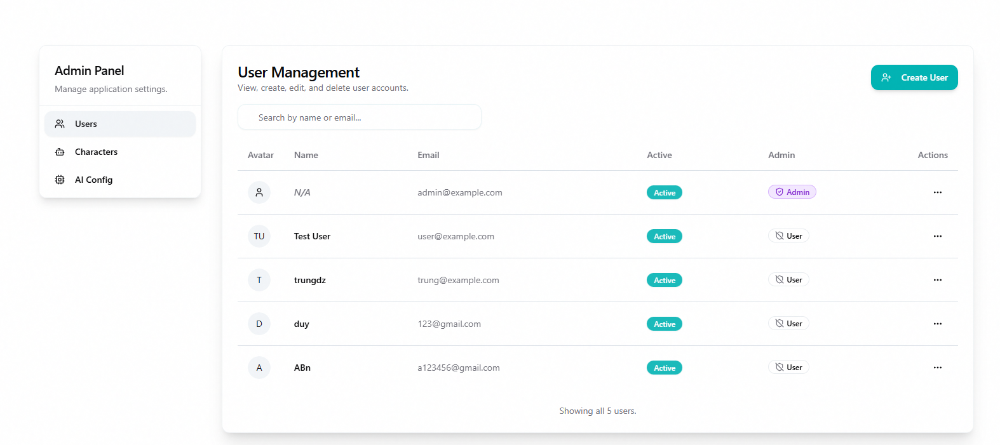 Admin Panel
Manage application settings.
Users
Characters
AI Config
User Management
View, create, edit, and delete user accounts.
Create User
Search by name or email...
Avatar Name Email Active Admin Actions
N/A admin@example.com Active Admin
TU Test User user@example.com Active User
T trungdz trung@example.com Active User
D duy 123@gmail.com Active User
A ABn a123456@gmail.com Active User
Showing all 5 users.